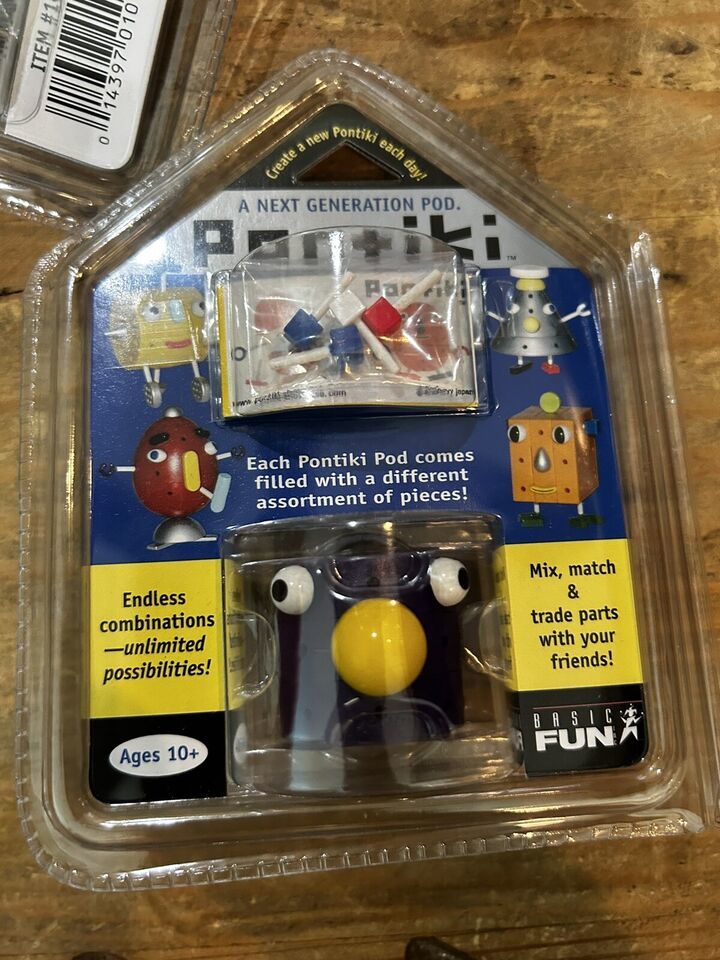 ITEM #1
0 14397 010
Create a new Pontiki each day!
A NEXT GENERATION POD.
Pontiki™
Pontiki
Each Pontiki Pod comes
filled with a different
assortment of pieces!
Endless
combinations
—unlimited
possibilities!
Ages 10+
Mix, match
&
trade parts
with your
friends!
BASIC
FUN